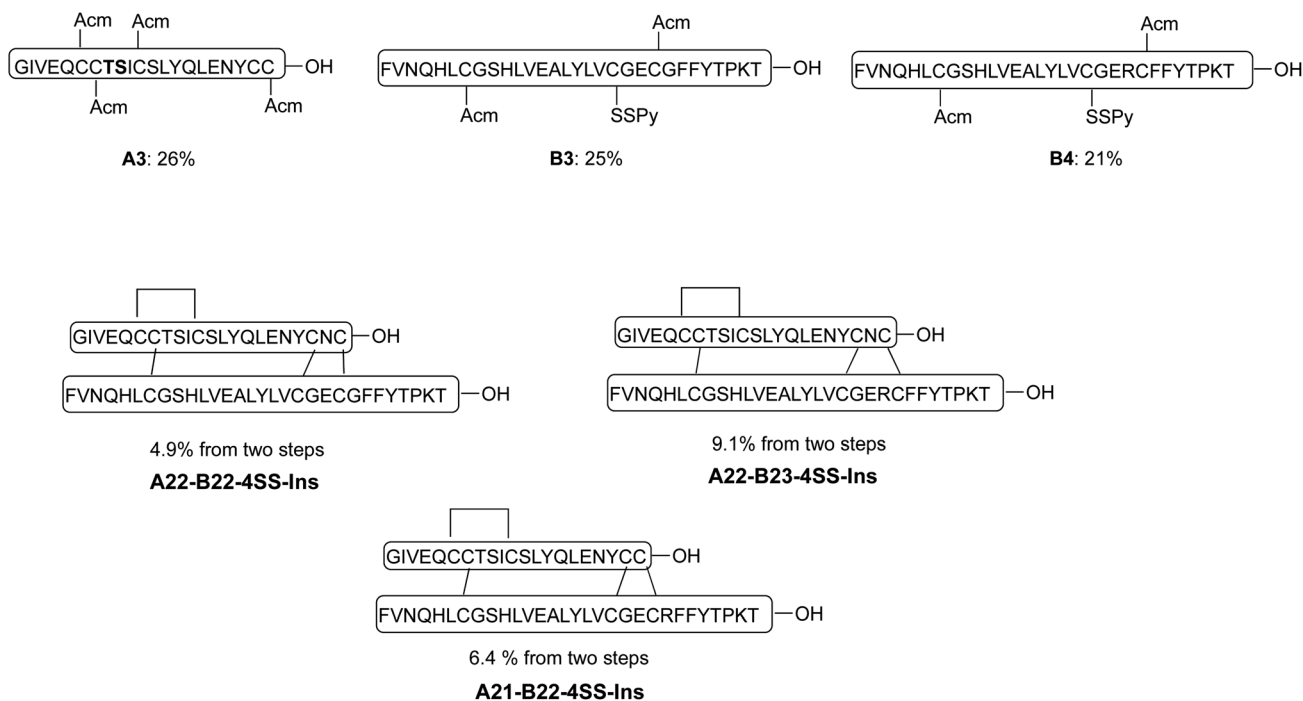 Acm Acm
GIVEQCCTSICSLYQLENYCC OH
Acm Acm
A3: 26%
Acm
FVNQHLCGSHLVEALYLVCGECGFFYTPKT OH
Acm SSPy
B3: 25%
Acm
FVNQHLCGSHLVEALYLVCGERCFFYTPKT OH
Acm SSPy
B4: 21%
GIVEQCCTSICSLYQLENYCNC OH
FVNQHLCGSHLVEALYLVCGECGFFYTPKT OH
4.9% from two steps
A22-B22-4SS-Ins
GIVEQCCTSICSLYQLENYCNC OH
FVNQHLCGSHLVEALYLVCGERCFFYTPKT OH
9.1% from two steps
A22-B23-4SS-Ins
GIVEQCCTSICSLYQLENYCC OH
FVNQHLCGSHLVEALYLVCGECRFFYTPKT OH
6.4 % from two steps
A21-B22-4SS-Ins